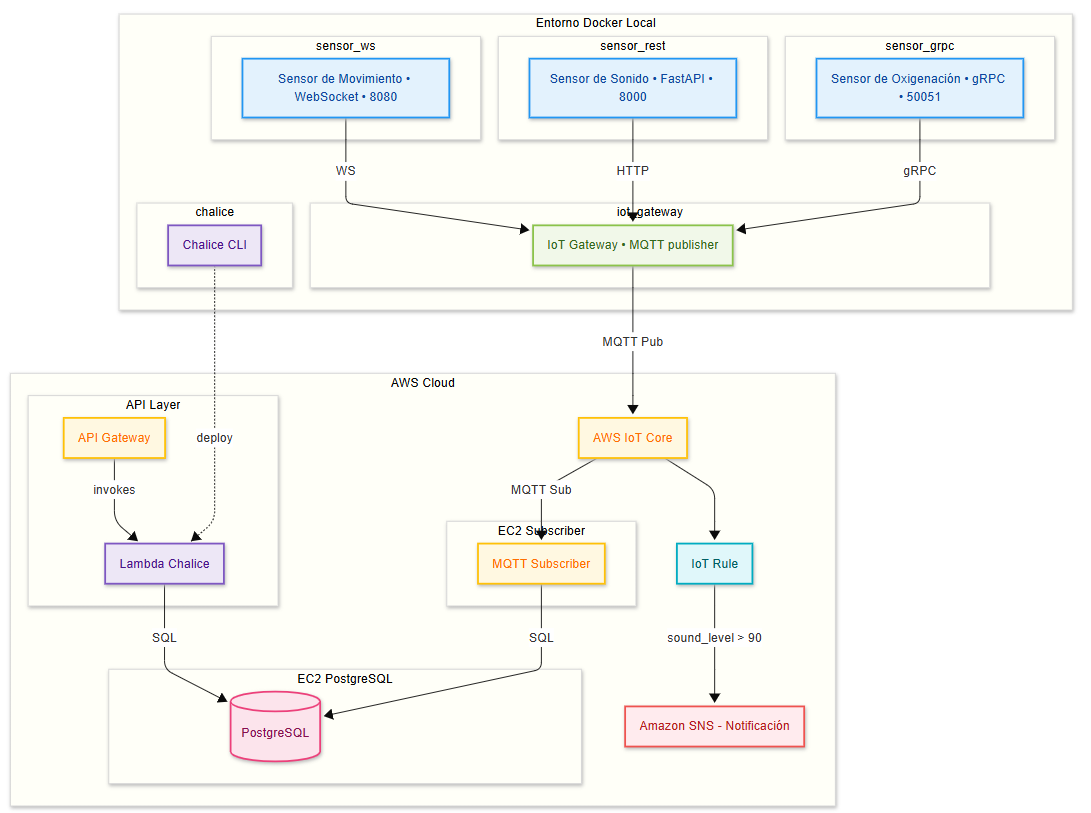 Entorno Docker Local
sensor_ws
sensor_rest
sensor_grpc
Sensor de Movimiento •
WebSocket • 8080
Sensor de Sonido • FastAPI •
8000
Sensor de Oxigenación • gRPC
• 50051
WS
HTTP
gRPC
chalice
iot_gateway
Chalice CLI
IoT Gateway • MQTT publisher
MQTT Pub
AWS Cloud
API Layer
API Gateway
deploy
AWS IoT Core
invokes
MQTT Sub
EC2 Subscriber
Lambda Chalice
MQTT Subscriber
IoT Rule
SQL
SQL
sound_level > 90
EC2 PostgreSQL
PostgreSQL
Amazon SNS - Notificación